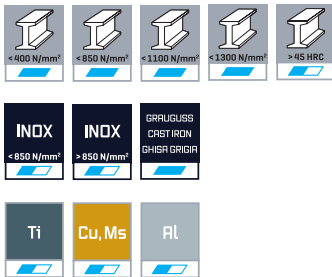 <400 N/mm²
<850 N/mm²
<1100 N/mm²
<1300 N/mm²
>45 HRC
INOX
<850 N/mm²
INOX
>850 N/mm²
GRAUGUSS
CAST IRON
GHISA GRIGIA
Ti
Cu, Ms
Al